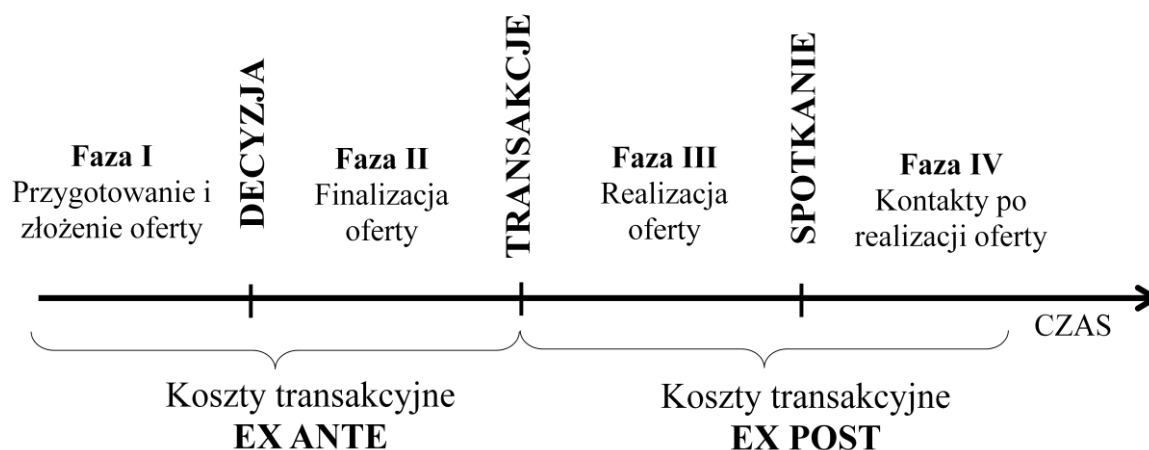 Faza I
Przygotowanie i
złożenie oferty
DECYZJA
Faza II
Finalizacja
oferty
TRANSAKCJE
Faza III
Realizacja
oferty
SPOTKANIE
Faza IV
Kontakty po
realizacji oferty
CZAS
Koszty transakcyjne
EX ANTE
Koszty transakcyjne
EX POST